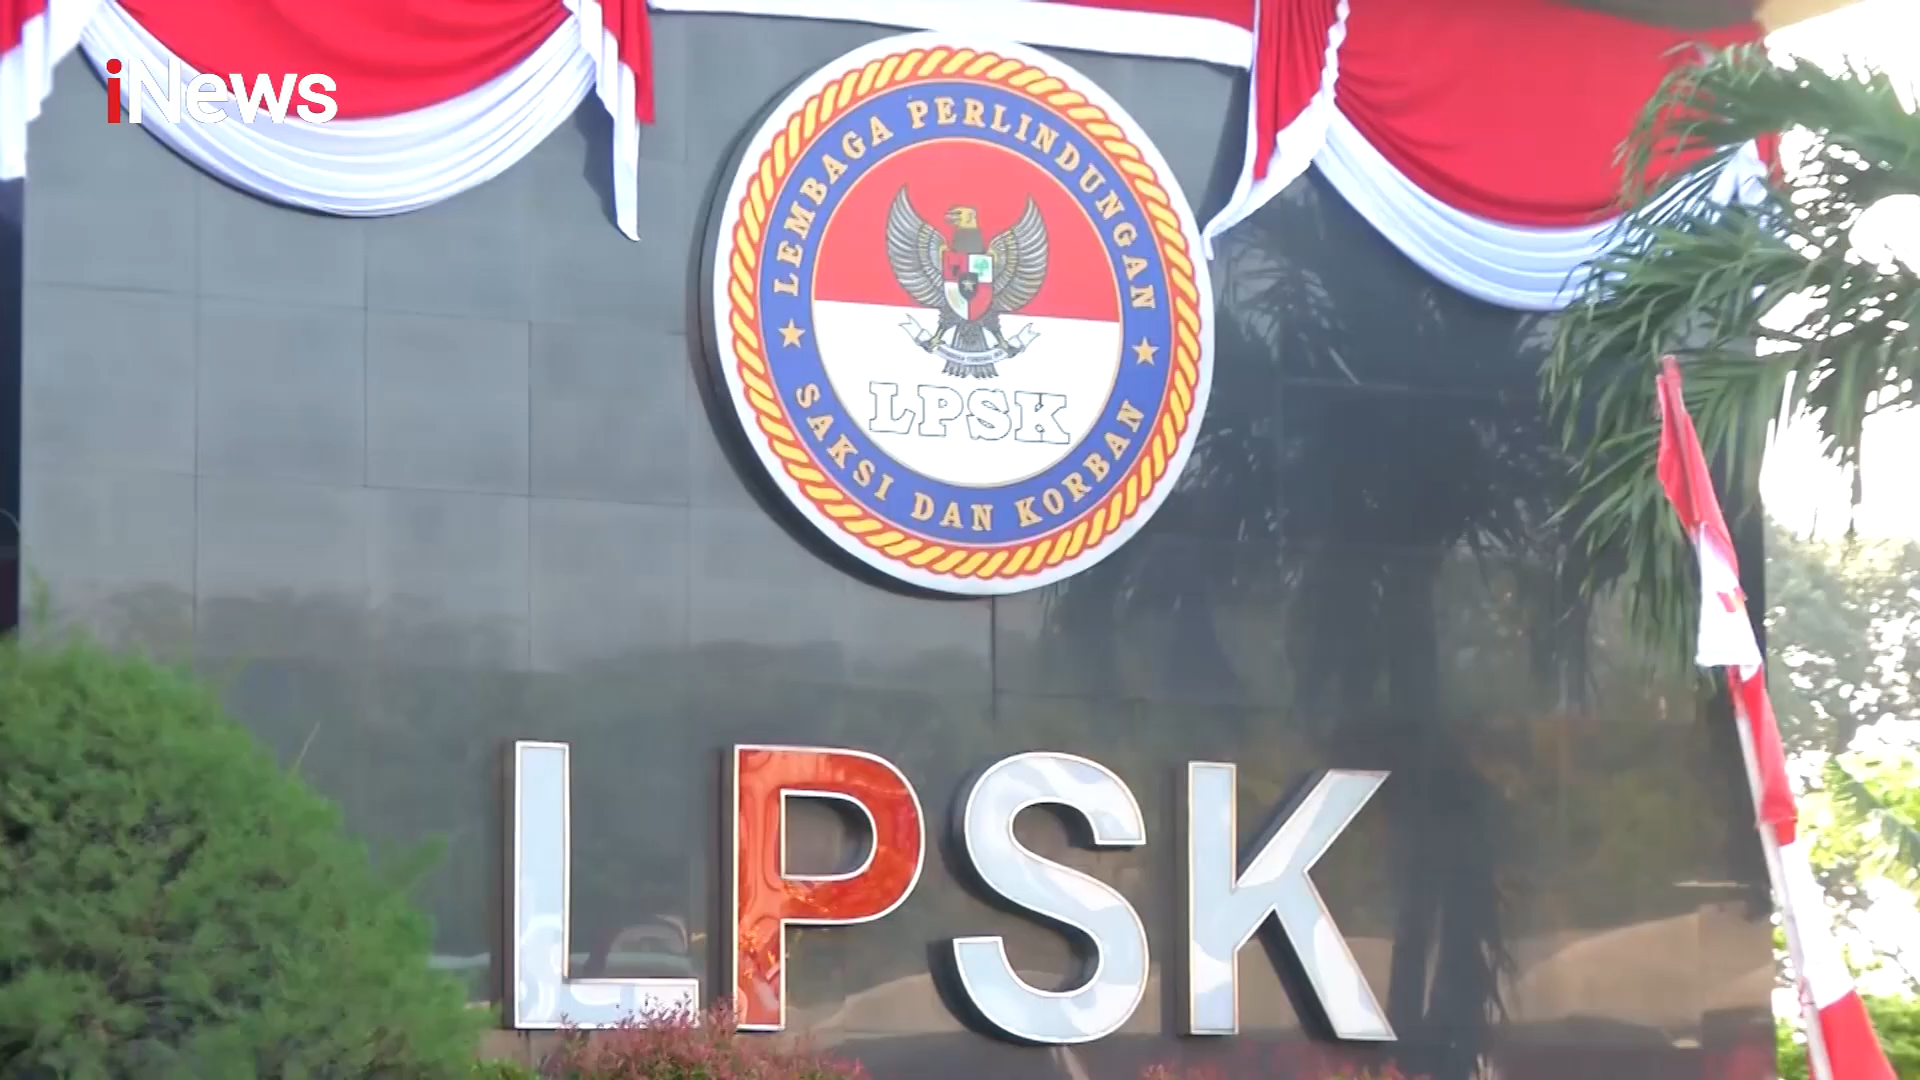 iNews
LEMBAGA PERLINDUNGAN
LPSK
SAKSI DAN KORBAN
LPSK